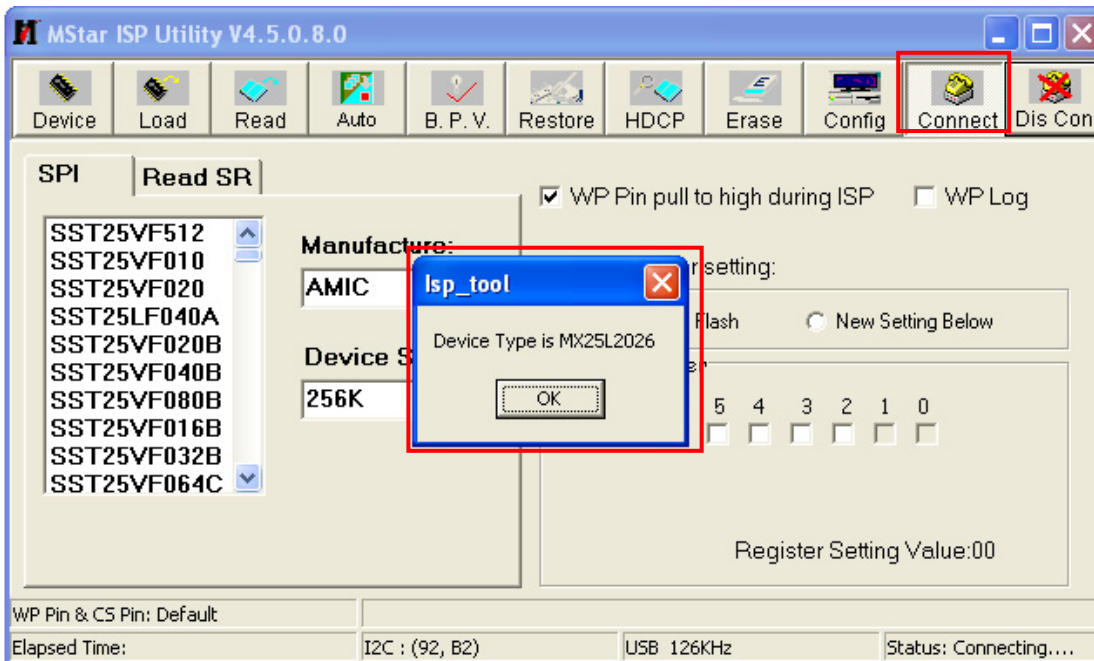 MStar ISP Utility V4.5.0.8.0
Device Load Read Auto B. P. V. Restore HDCP Erase Config Connect Dis Con
SPI Read SR
SST25VF512
SST25VF010
SST25VF020
SST25LF040A
SST25VF020B
SST25VF040B
SST25VF080B
SST25VF016B
SST25VF032B
SST25VF064C
Manufacture:
AMIC
Device S
256K
WP Pin pull to high during ISP WP Log
setting:
Flash New Setting Below
5 4 3 2 1 0
Register Setting Value:00
Isp_tool
Device Type is MX25L2026
OK
WP Pin & CS Pin: Default
Elapsed Time: I2C : (92, B2) USB 126KHz Status: Connecting....